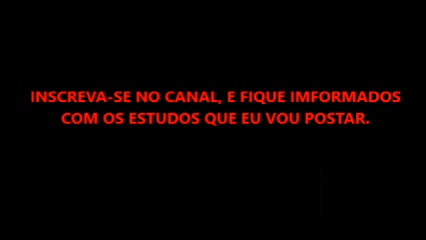 INSCREVA-SE NO CANAL, E FIQUE IMFORMADOS
COM OS ESTUDOS QUE EU VOU POSTAR.